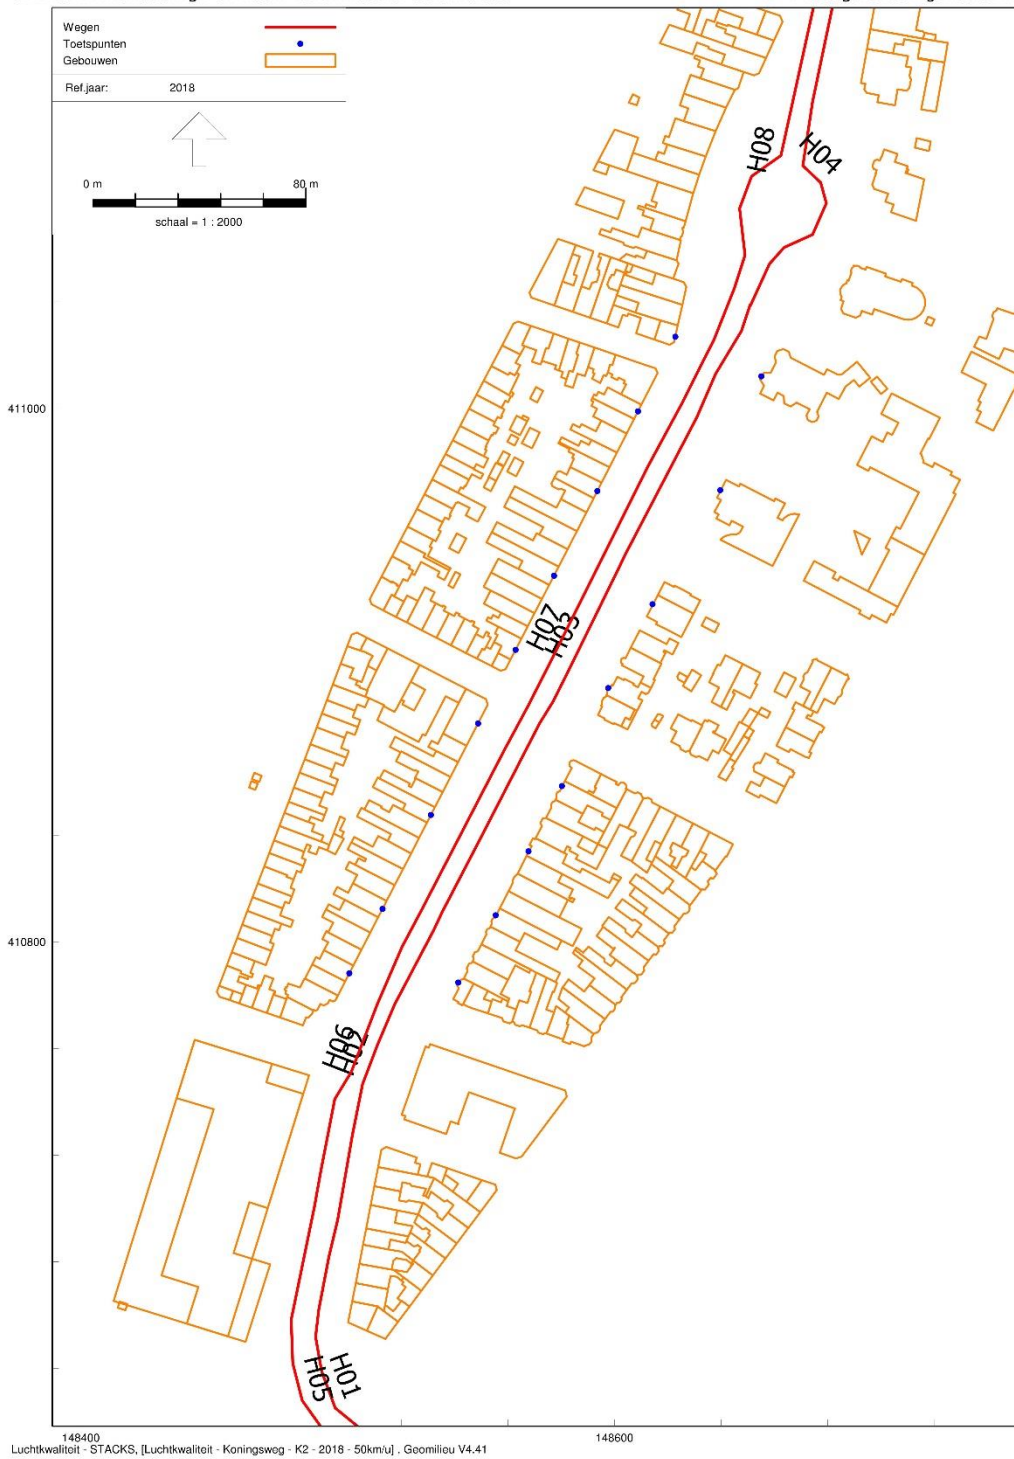 Wegen
Toetspunten
Gebouwen
Ref.jaar: 2018
0 m 80 m
schaal = 1 : 2000
H08
H04
411000
H07
H03
410800
H06
H02
H05
H01
148400 148600
Luchtkwaliteit - STACKS, [Luchtkwaliteit - Koningsweg - K2 - 2018 - 50km/u] , Geomilieu V4.41